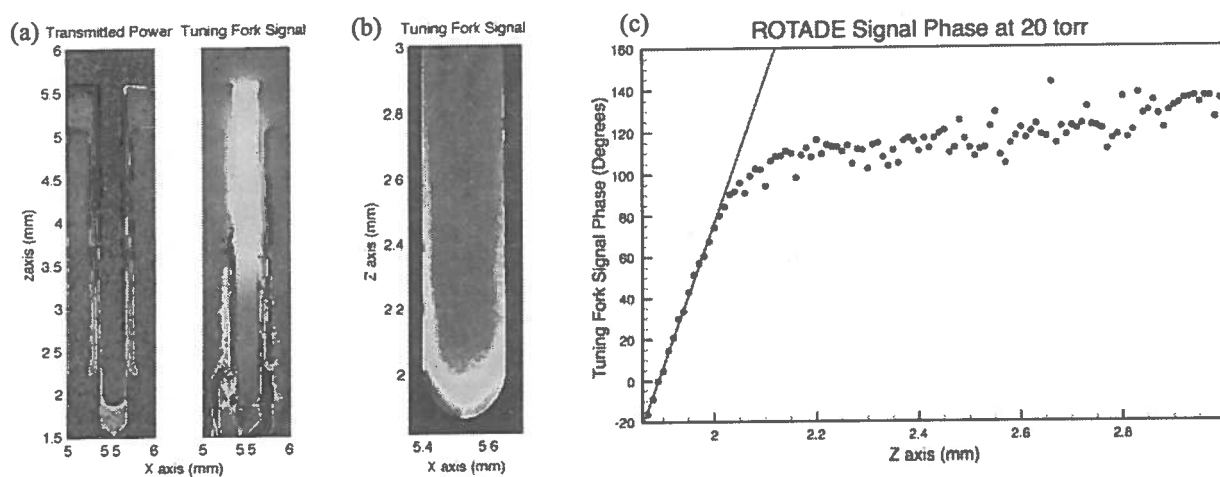 (a) Transmitted Power Tuning Fork Signal
6
5.5
5
4.5
4
3.5
3
2.5
2
1.5
zaxis (mm)
5 5.5 6 5 5.5 6
X axis (mm)
(b) Tuning Fork Signal
3
2.8
2.6
2.4
2.2
2
Z axis (mm)
5.4 5.6
X axis (mm)
(c) ROTADE Signal Phase at 20 torr
160
140
120
100
80
60
40
20
0
-20
Tuning Fork Signal Phase (Degrees)
2 2.2 2.4 2.6 2.8
Z axis (mm)